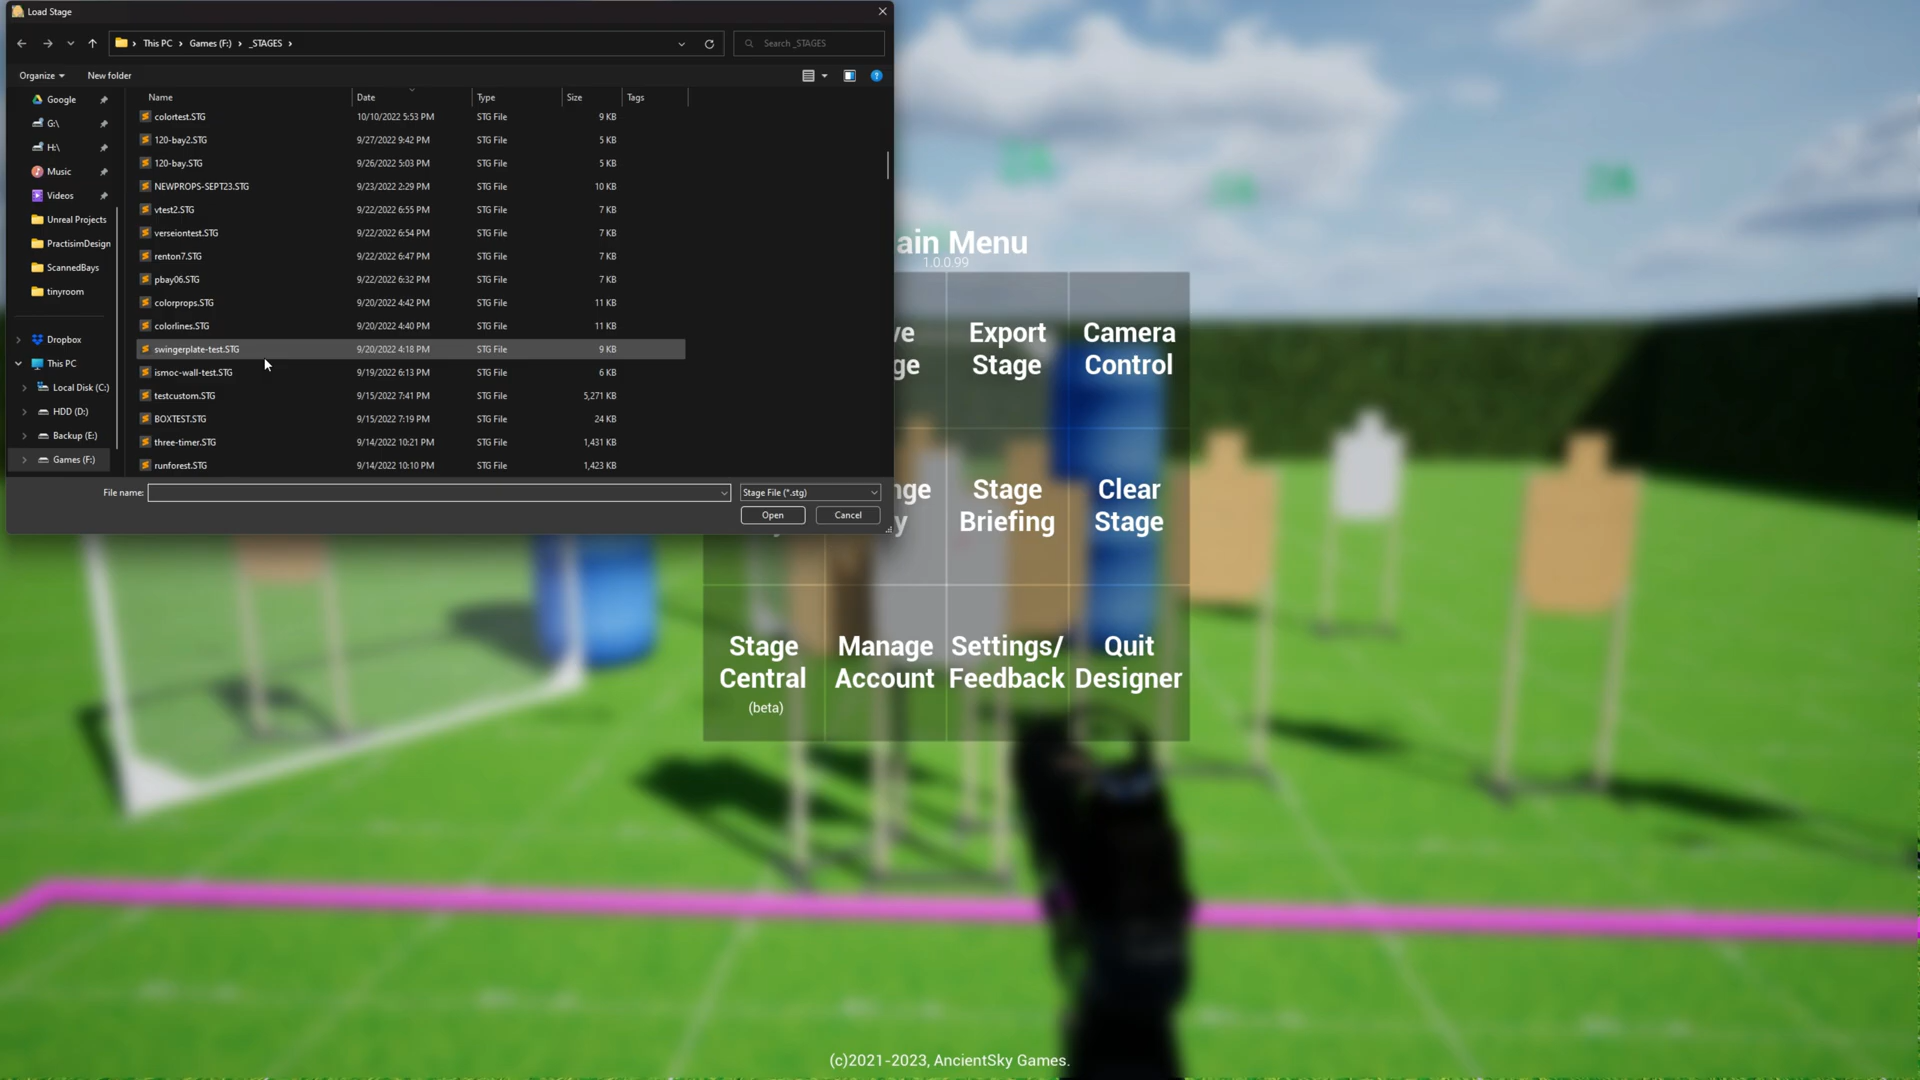 Load Stage
This PC > Games (F:) > _STAGES >
Search _STAGES
Organize
New folder
Name Date Type Size Tags
colortest.STG 10/10/2022 5:53 PM STG File 9 KB
120-bay2.STG 9/27/2022 9:42 PM STG File 5 KB
120-bay.STG 9/26/2022 5:03 PM STG File 5 KB
NEWPROPS-SEPT23.STG 9/23/2022 2:29 PM STG File 10 KB
vtest2.STG 9/22/2022 6:55 PM STG File 7 KB
verseiontest.STG 9/22/2022 6:54 PM STG File 7 KB
renton7.STG 9/22/2022 6:47 PM STG File 7 KB
pbay06.STG 9/22/2022 6:32 PM STG File 7 KB
colorprops.STG 9/20/2022 4:42 PM STG File 11 KB
colorlines.STG 9/20/2022 4:40 PM STG File 11 KB
swingerplate-test.STG 9/20/2022 4:18 PM STG File 9 KB
ismoc-wall-test.STG 9/19/2022 6:13 PM STG File 6 KB
testcustom.STG 9/15/2022 7:41 PM STG File 5,271 KB
BOXTEST.STG 9/15/2022 7:19 PM STG File 24 KB
three-timer.STG 9/14/2022 10:21 PM STG File 1,431 KB
runforest.STG 9/14/2022 10:10 PM STG File 1,423 KB
Google
G:\
H:\
Music
Videos
Unreal Projects
PractisimDesign
ScannedBays
tinyroom
Dropbox
This PC
Local Disk (C:)
HDD (D:)
Backup (E:)
Games (F:)
File name:
Stage File (*.stg)
Open
Cancel
ain Menu
1.0.0.99
ve
ge
Export
Stage
Camera
Control
nge
y
Stage
Briefing
Clear
Stage
Stage
Central
(beta)
Manage
Account
Settings/
Feedback
Quit
Designer
(c)2021-2023, AncientSky Games.